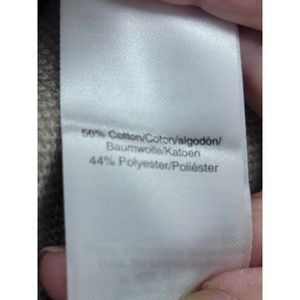 56% Cotton/Coton/algodón/
Baumwolle/Katoen
44% Polyester/Poliéster